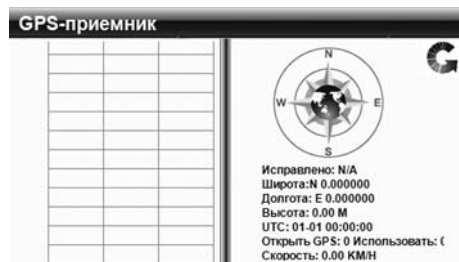 GPS-приемник
N
W
E
S
Исправлено: N/A
Широта:N 0.000000
Долгота: E 0.000000
Высота: 0.00 M
UTC: 01-01 00:00:00
Открыть GPS: 0 Использовать: (
Скорость: 0.00 KM/H